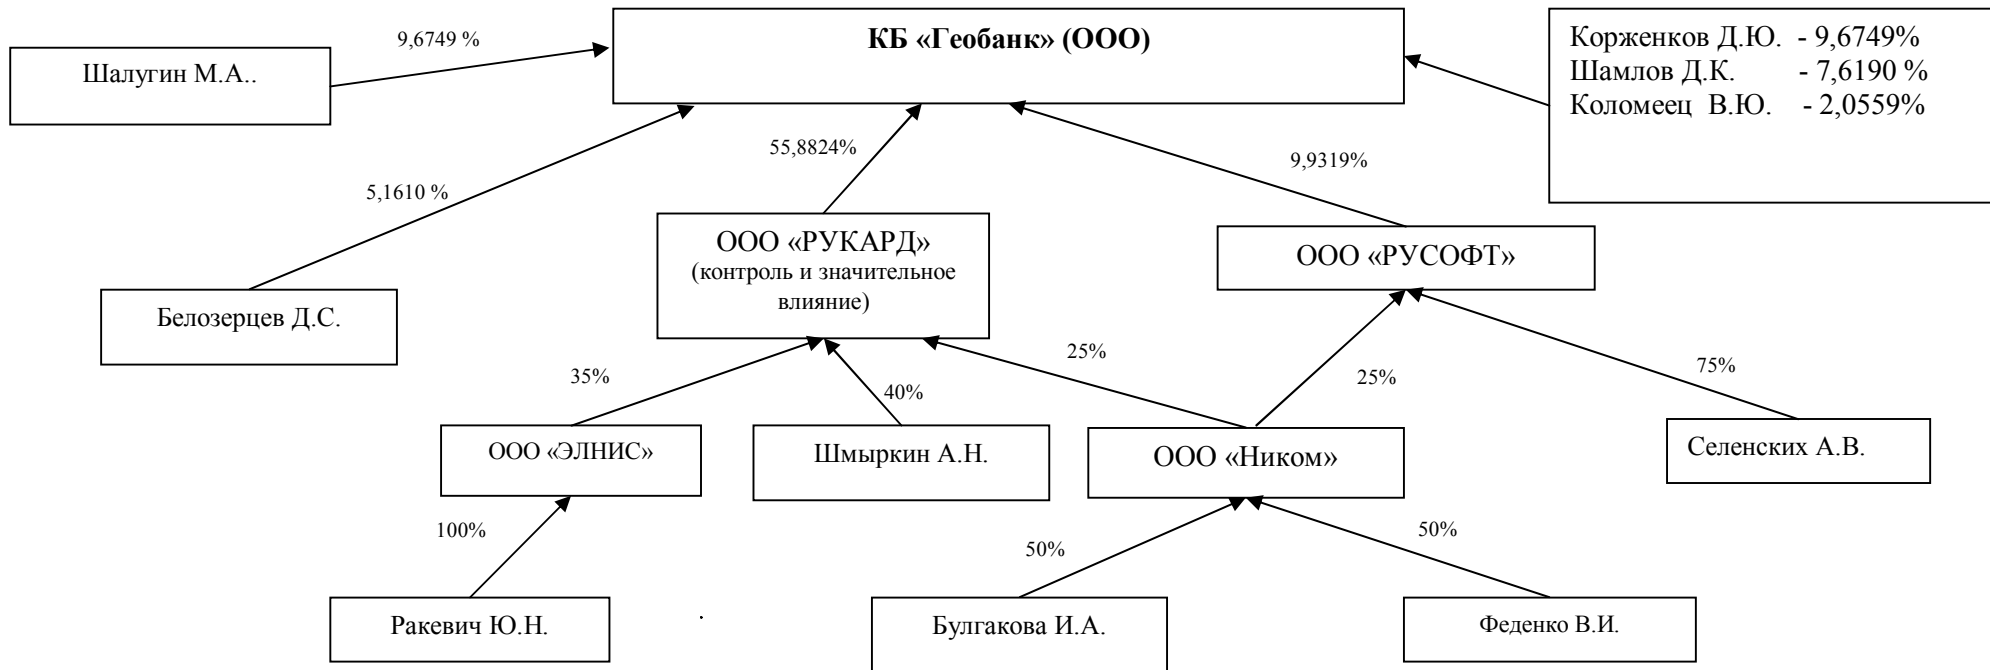 КБ «Геобанк» (ООО)
9,6749 %
Шалугин М.А..
Корженков Д.Ю. - 9,6749%
Шамлов Д.К. - 7,6190 %
Коломеец В.Ю. - 2,0559%
55,8824%
9,9319%
5,1610 %
ООО «РУКАРД»
(контроль и значительное
влияние)
ООО «РУСОФТ»
Белозерцев Д.С.
35%
40%
25%
25%
75%
ООО «ЭЛНИС»
Шмыркин А.Н.
ООО «Ником»
Селенских А.В.
100%
50%
50%
Ракевич Ю.Н.
.
Булгакова И.А.
Феденко В.И.